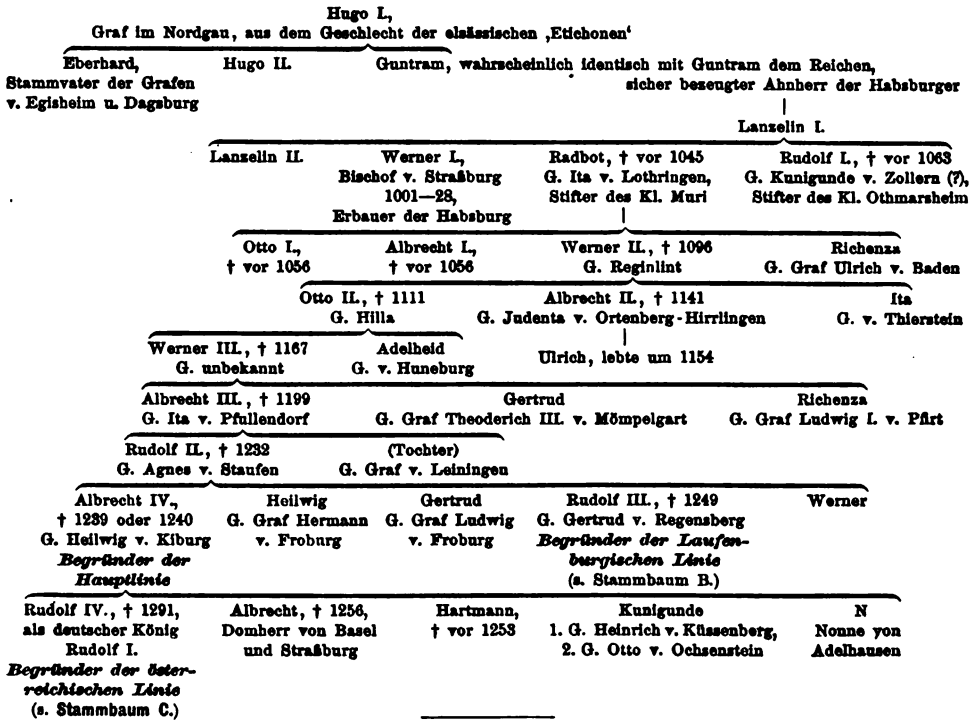 Hugo I.,
Graf im Nordgau, aus dem Geschlecht der elsässischen ‚Etichonen‘
Eberhard,
Stammvater der Grafen
v. Egisheim u. Dagsburg
Hugo II.
Guntram, wahrscheinlich identisch mit Guntram dem Reichen,
sicher bezeugter Ahnherr der Habsburger
Lanzelin I.
Lanzelin II.
Werner I.,
Bischof v. Straßburg
1001—28,
Erbauer der Habsburg
Radbot, † vor 1045
G. Ita v. Lothringen,
Stifter des Kl. Muri
Rudolf I., † vor 1063
G. Kunigunde v. Zollern (?),
Stifter des Kl. Othmarsheim
Otto I.,
† vor 1056
Albrecht I.,
† vor 1056
Werner II., † 1096
G. Reginlint
Richenza
G. Graf Ulrich v. Baden
Otto II., † 1111
G. Hilla
Albrecht II., † 1141
G. Judenta v. Ortenberg-Hirrlingen
Ita
G. v. Thierstein
Werner III., † 1167
G. unbekannt
Adelheid
G. v. Huneburg
Ulrich, lebte um 1154
Albrecht III., † 1199
G. Ita v. Pfullendorf
Gertrud
G. Graf Theoderich III. v. Mömpelgart
Richenza
G. Graf Ludwig I. v. Pfirt
Rudolf II., † 1232
G. Agnes v. Staufen
(Tochter)
G. Graf v. Leiningen
Albrecht IV.,
† 1239 oder 1240
G. Heilwig v. Kiburg
Begründer der
Hauptlinie
Heilwig
G. Graf Hermann
v. Froburg
Gertrud
G. Graf Ludwig
v. Froburg
Rudolf III., † 1249
G. Gertrud v. Regensberg
Begründer der Laufen-
burgischen Linie
(s. Stammbaum B.)
Werner
Rudolf IV., † 1291,
als deutscher König
Rudolf I.
Begründer der öster-
reichischen Linie
(s. Stammbaum C.)
Albrecht, † 1256,
Domherr von Basel
und Straßburg
Hartmann,
† vor 1253
Kunigunde
1. G. Heinrich v. Küssenberg,
2. G. Otto v. Ochsenstein
N
Nonne von
Adelhausen